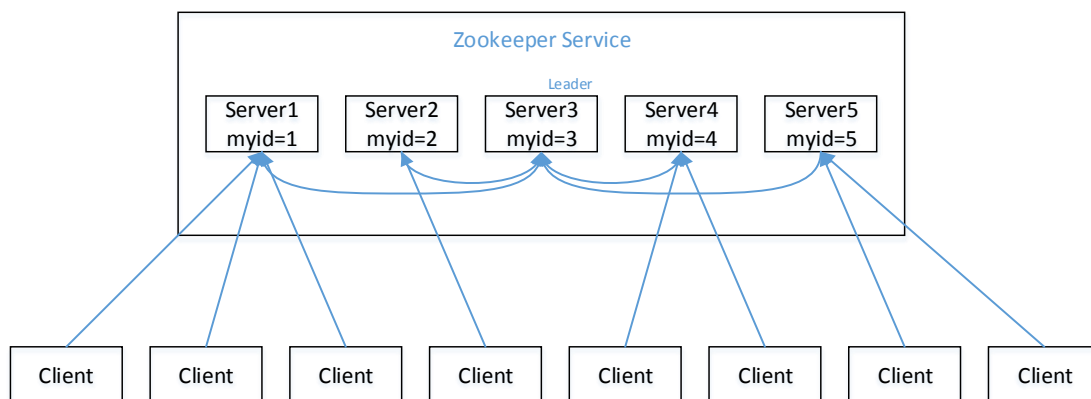 Zookeeper Service
Leader
Server1
myid=1
Server2
myid=2
Server3
myid=3
Server4
myid=4
Server5
myid=5
Client
Client
Client
Client
Client
Client
Client
Client